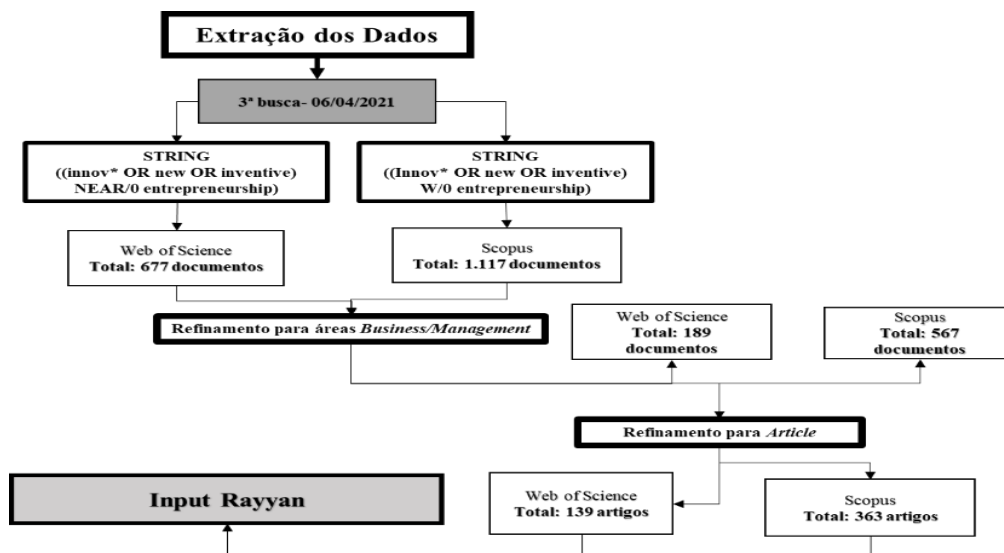 Extração dos Dados
3ª busca- 06/04/2021
STRING
((innov* OR new OR inventive)
NEAR/0 entrepreneurship)
STRING
((Innov* OR new OR inventive)
W/0 entrepreneurship)
Web of Science
Total: 677 documentos
Scopus
Total: 1.117 documentos
Refinamento para áreas Business/Management
Web of Science
Total: 189
documentos
Scopus
Total: 567
documentos
Refinamento para Article
Input Rayyan
Web of Science
Total: 139 artigos
Scopus
Total: 363 artigos